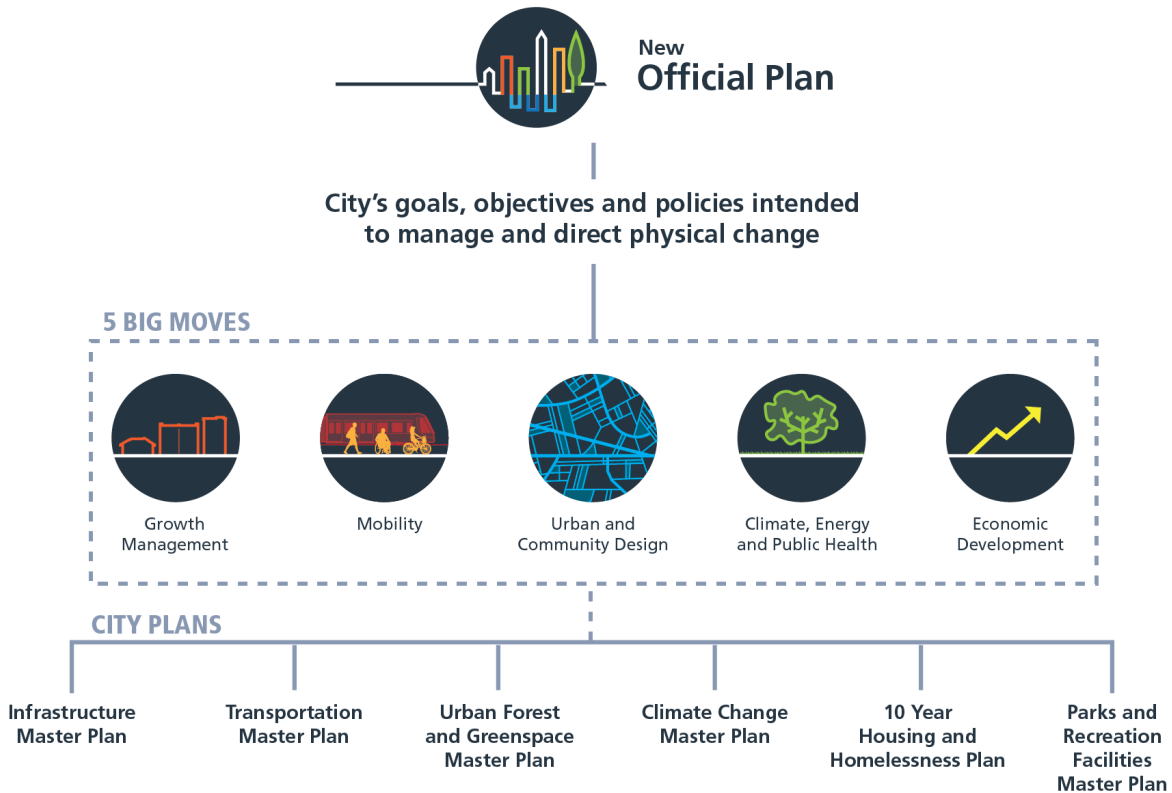 New
Official Plan
City’s goals, objectives and policies intended
to manage and direct physical change
5 BIG MOVES
Growth
Management
Mobility
Urban and
Community Design
Climate, Energy
and Public Health
Economic
Development
CITY PLANS
Infrastructure
Master Plan
Transportation
Master Plan
Urban Forest
and Greenspace
Master Plan
Climate Change
Master Plan
10 Year
Housing and
Homelessness Plan
Parks and
Recreation
Facilities
Master Plan